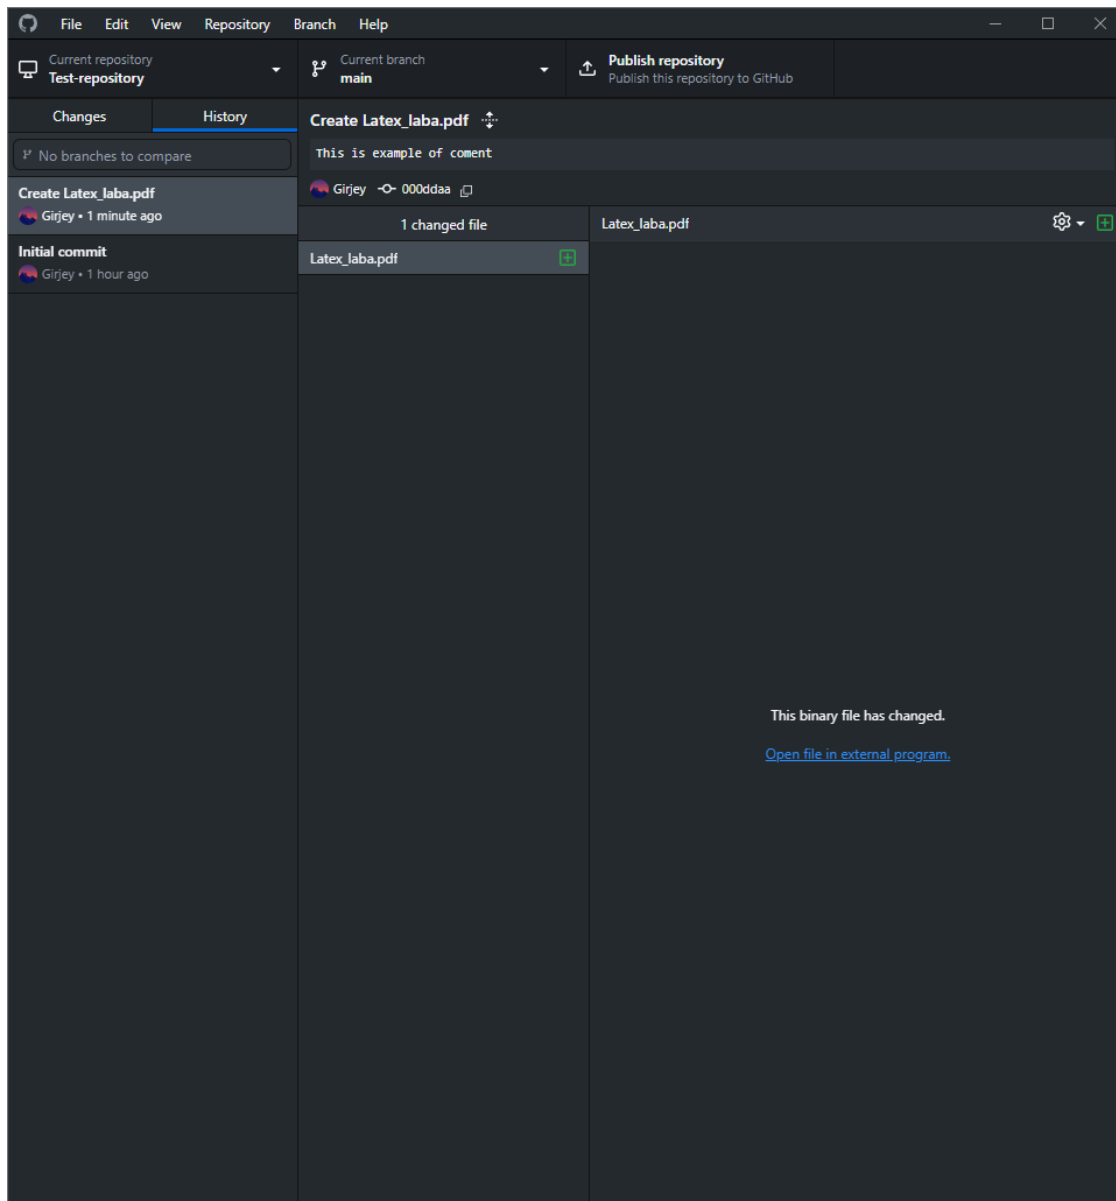 File Edit View Repository Branch Help
Current repository
Test-repository
Current branch
main
Publish repository
Publish this repository to GitHub
Changes History
No branches to compare
Create Latex_laba.pdf
Girjey • 1 minute ago
Initial commit
Girjey • 1 hour ago
Create Latex_laba.pdf
This is example of coment
Girjey 000ddaa
1 changed file
Latex_laba.pdf
Latex_laba.pdf
This binary file has changed.
Open file in external program.